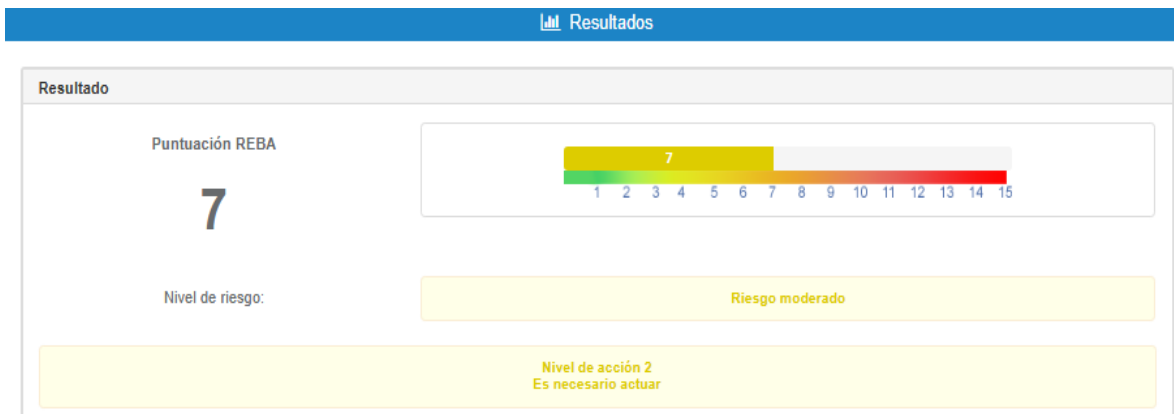 Resultados
Resultado
Puntuación REBA
7
7
1 2 3 4 5 6 7 8 9 10 11 12 13 14 15
Nivel de riesgo:
Riesgo moderado
Nivel de acción 2
Es necesario actuar